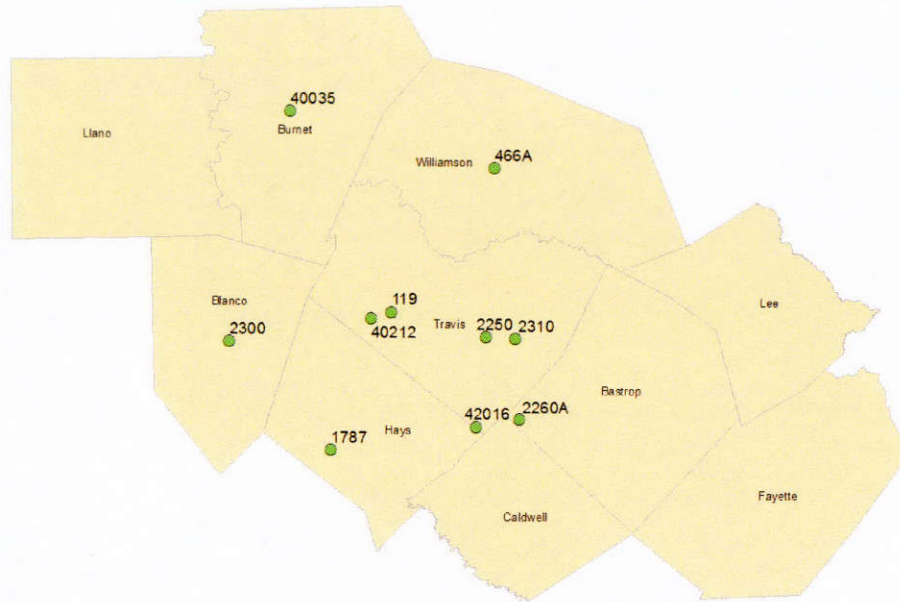 40035
Burnet
Llano
Williamson
466A
Lee
Blanco
2300
119
40212
Travis
2250
2310
Bastrop
42016
2260A
Hays
1787
Caldwell
Fayette